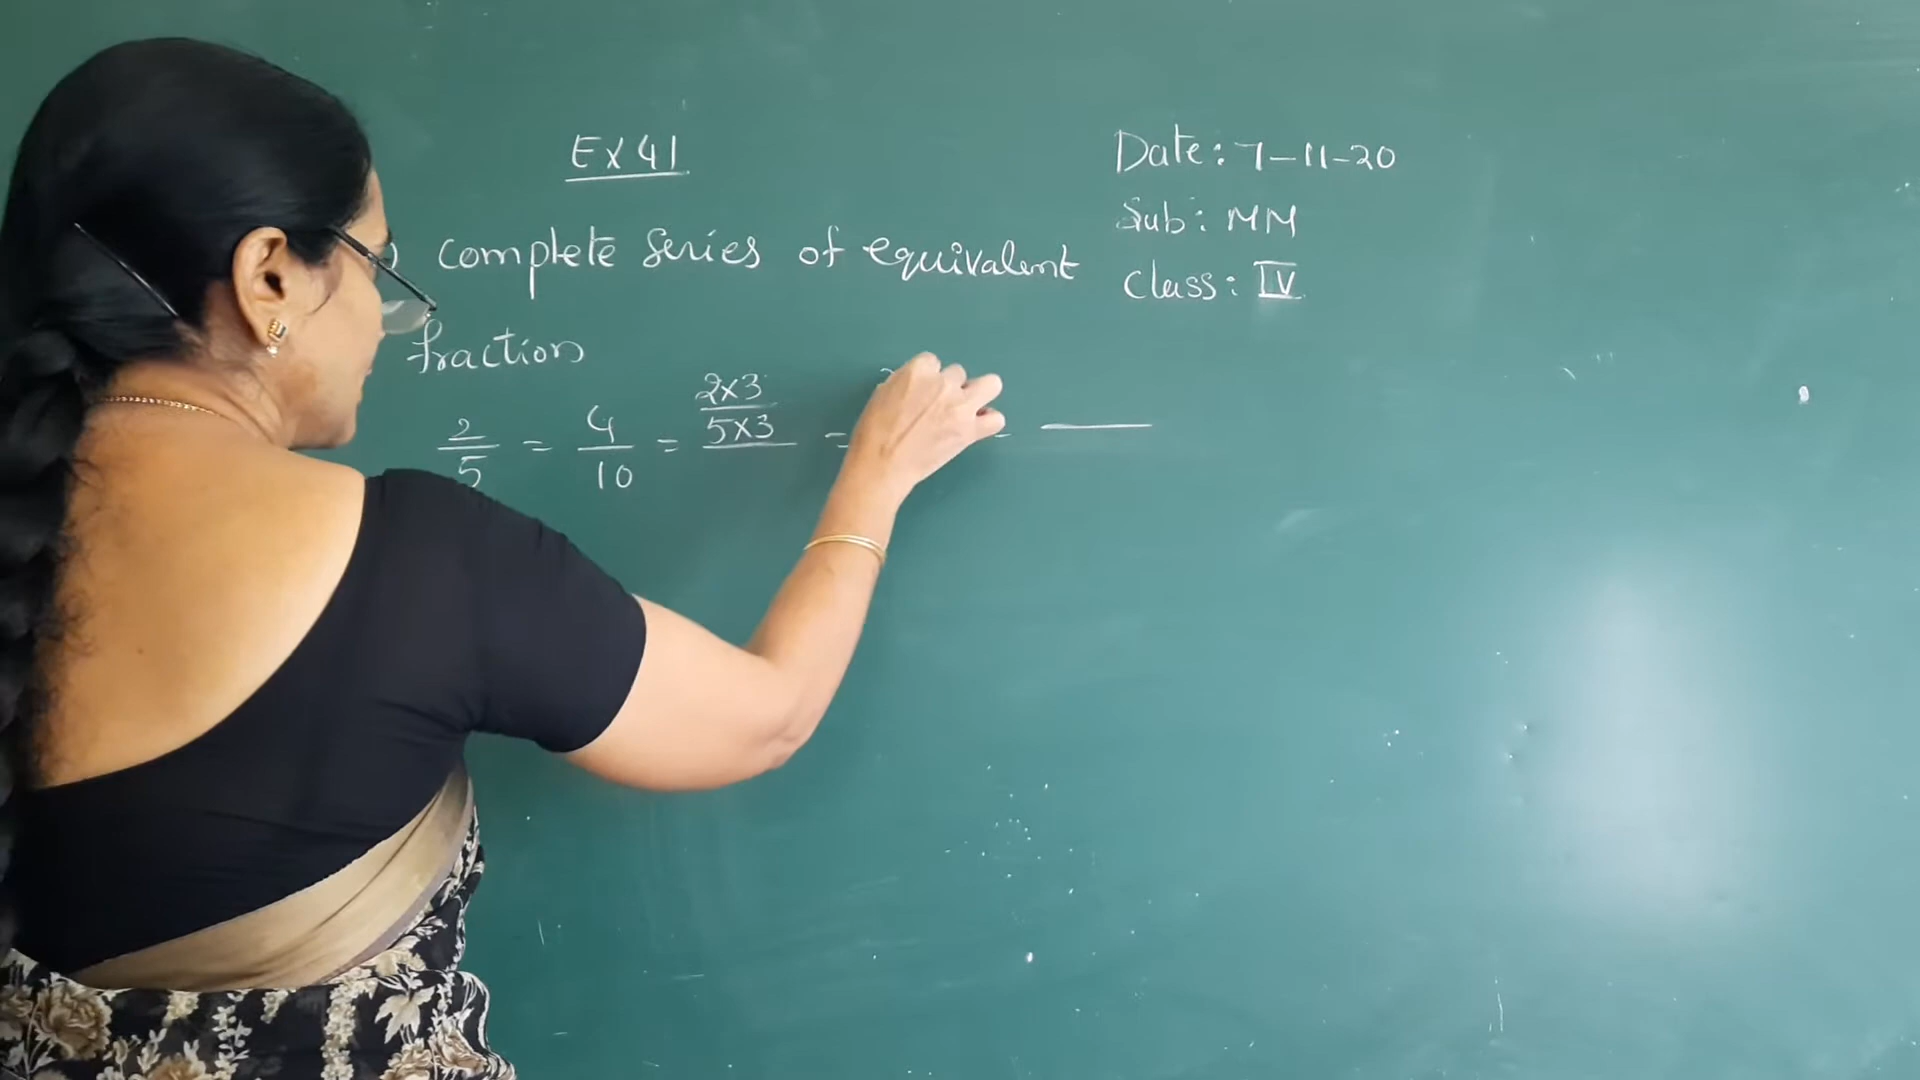 Ex 41
Date: 7-11-20
Sub: MM
Class: IV
) complete series of equivalent
fraction
2/5 = 4/10 = 2x3/5x3 = 2